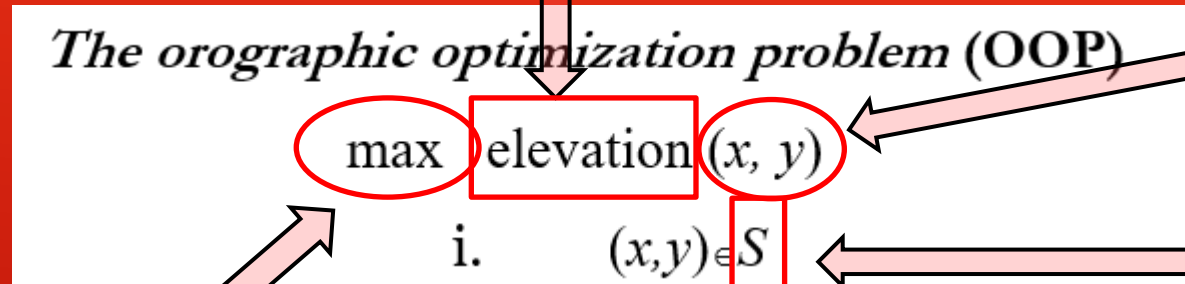 The orographic optimization problem (OOP)
max elevation (x, y)
i. (x,y)∈S